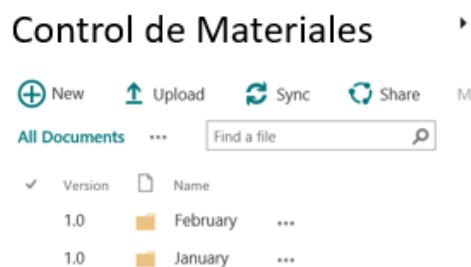 Control de Materiales
New Upload Sync Share M
All Documents ... Find a file
Version Name
1.0 February ...
1.0 January ...